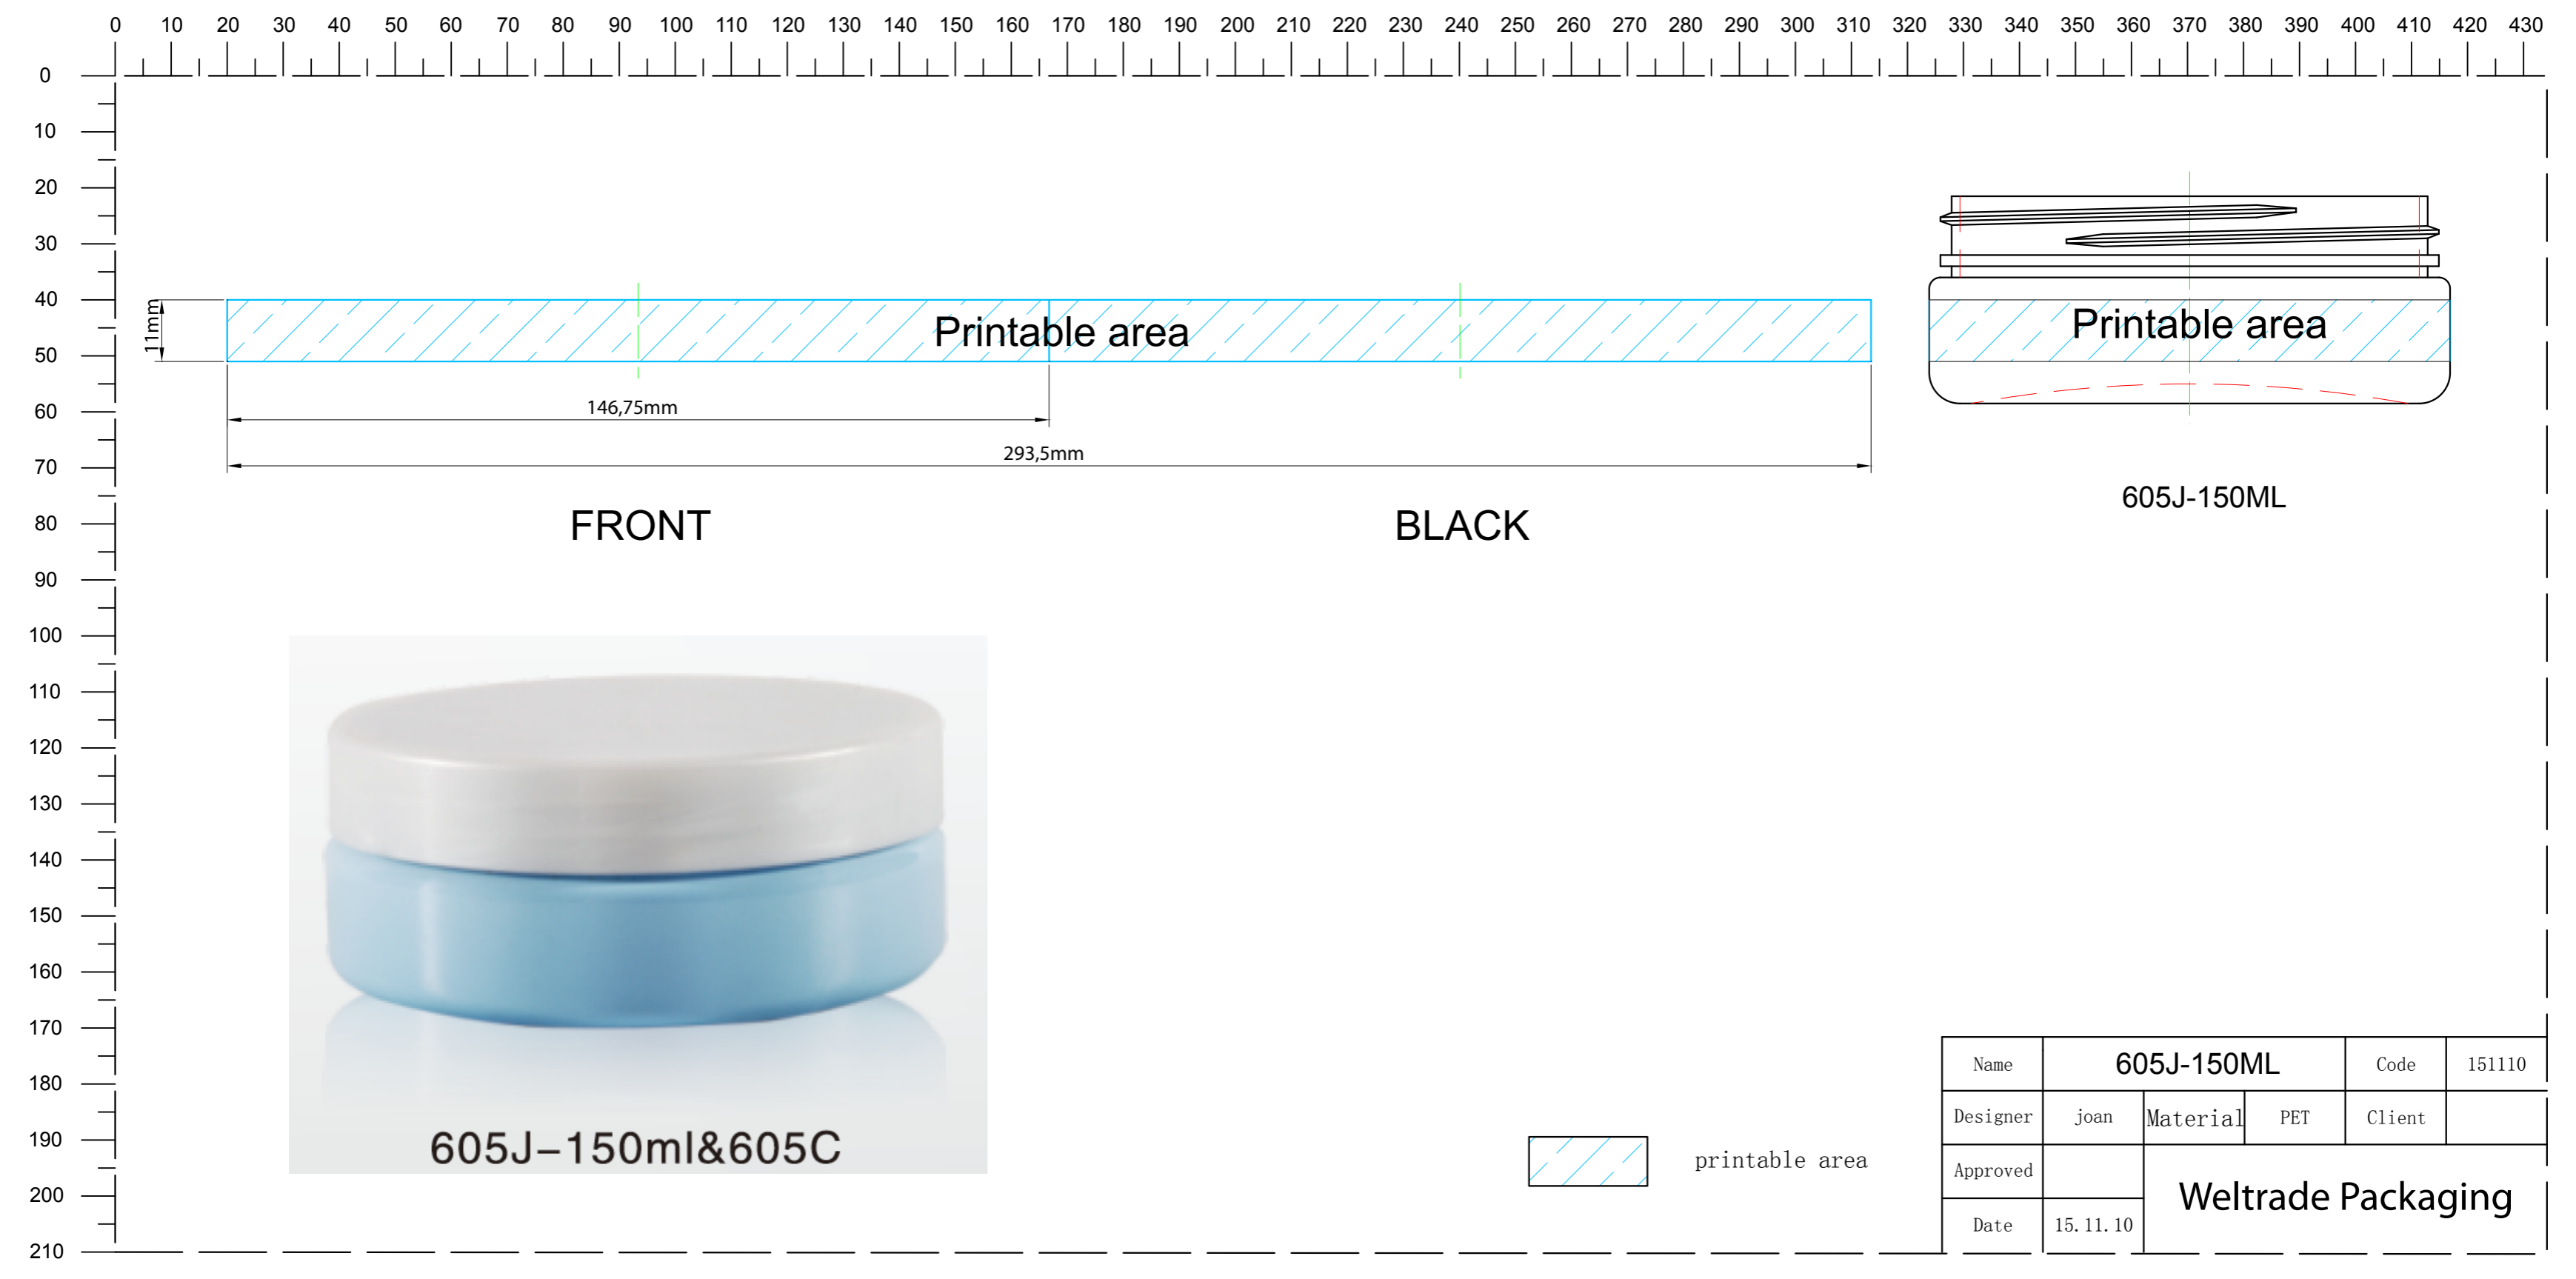 0 10 20 30 40 50 60 70 80 90 100 110 120 130 140 150 160 170 180 190 200 210 220 230 240 250 260 270 280 290 300 310 320 330 340 350 360 370 380 390 400 410 420 430
0
10
20
30
40
50
60
70
80
90
100
110
120
130
140
150
160
170
180
190
200
210
11mm
Printable area
146,75mm
293,5mm
FRONT
BLACK
Printable area
605J-150ML
605J-150ml&605C
printable area
Name 605J-150ML Code 151110
Designer joan Material PET Client
Approved
Date 15.11.10
Weltrade Packaging